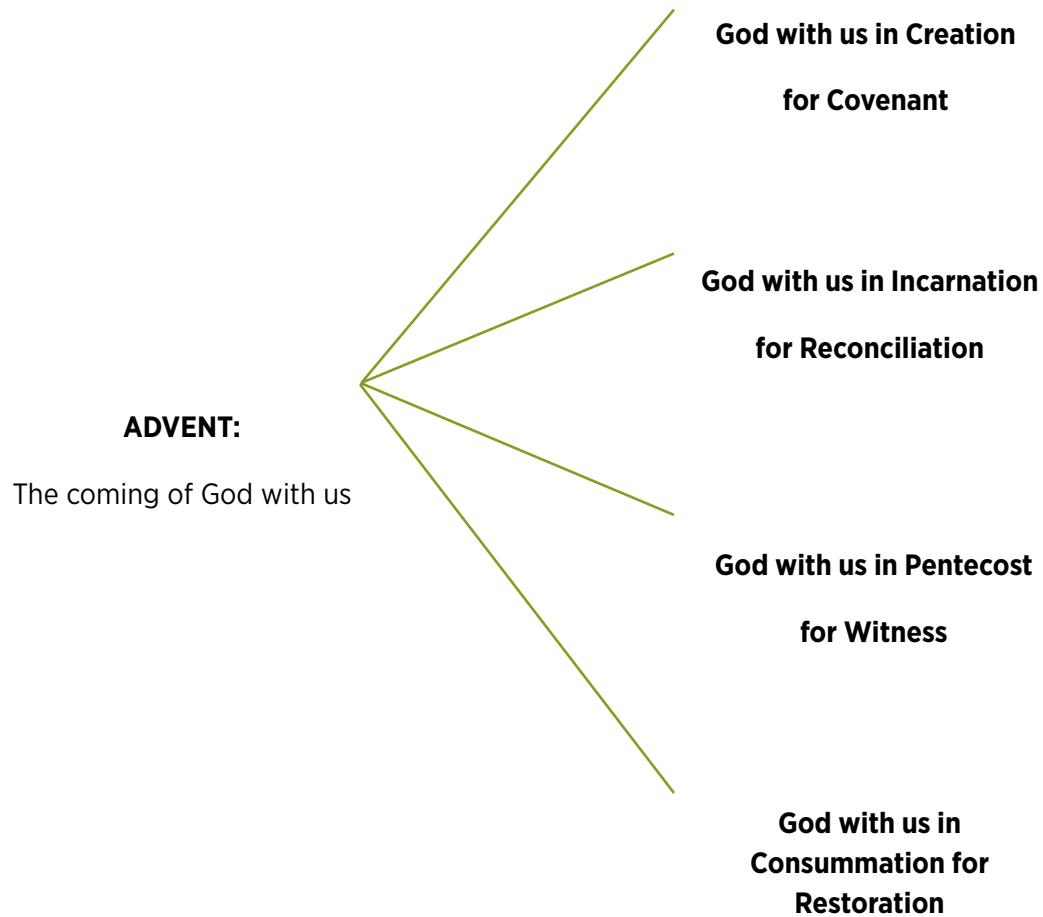 God with us in Creation
for Covenant
God with us in Incarnation
for Reconciliation
ADVENT:
The coming of God with us
God with us in Pentecost
for Witness
God with us in
Consummation for
Restoration